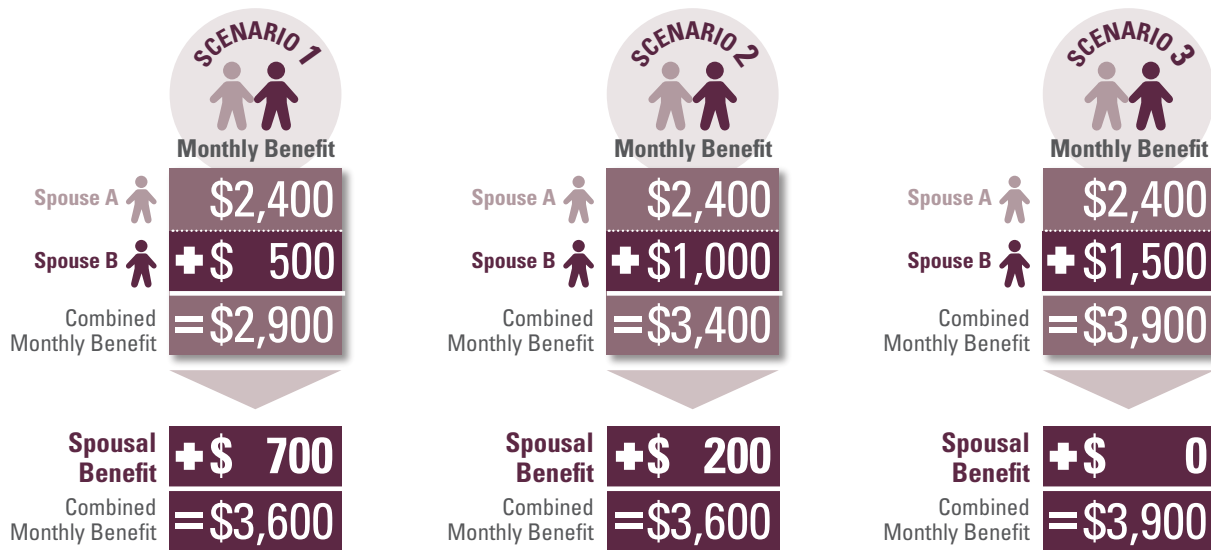 SCENARIO 1
Monthly Benefit
Spouse A $2,400
Spouse B + $ 500
Combined
Monthly Benefit = $2,900
Spousal
Benefit + $ 700
Combined
Monthly Benefit = $3,600
SCENARIO 2
Monthly Benefit
Spouse A $2,400
Spouse B + $1,000
Combined
Monthly Benefit = $3,400
Spousal
Benefit + $ 200
Combined
Monthly Benefit = $3,600
SCENARIO 3
Monthly Benefit
Spouse A $2,400
Spouse B + $1,500
Combined
Monthly Benefit = $3,900
Spousal
Benefit + $ 0
Combined
Monthly Benefit = $3,900